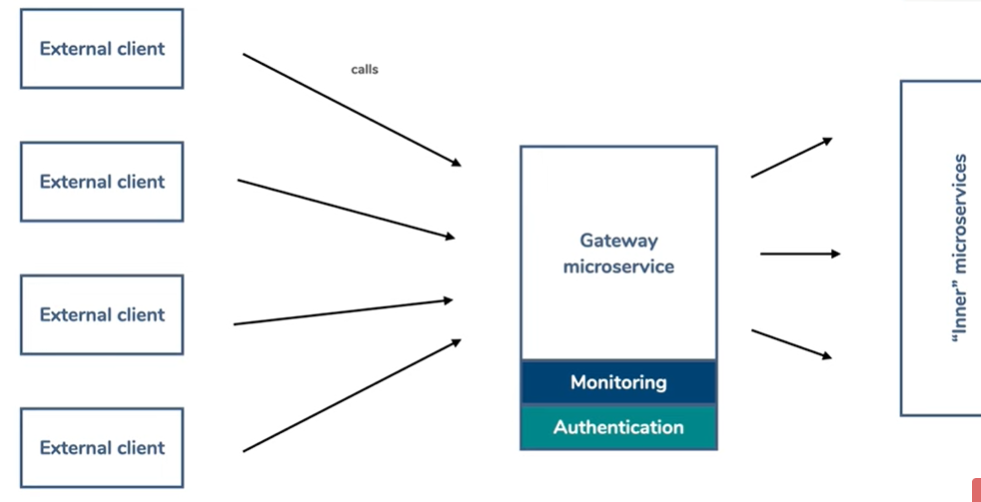 External client
calls
External client
External client
External client
Gateway
microservice
Monitoring
Authentication
“Inner” microservices